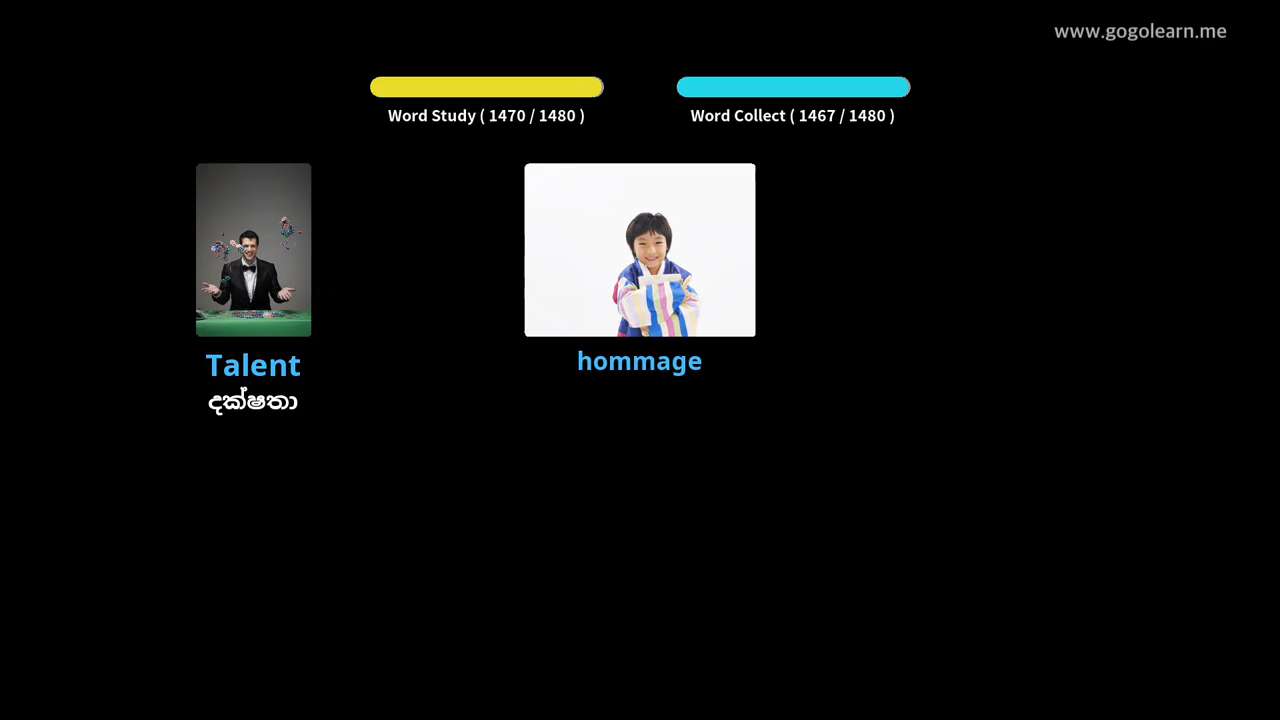 www.gogolearn.me
Word Study ( 1470 / 1480 )
Word Collect ( 1467 / 1480 )
Talent
දක්ෂතා
hommage